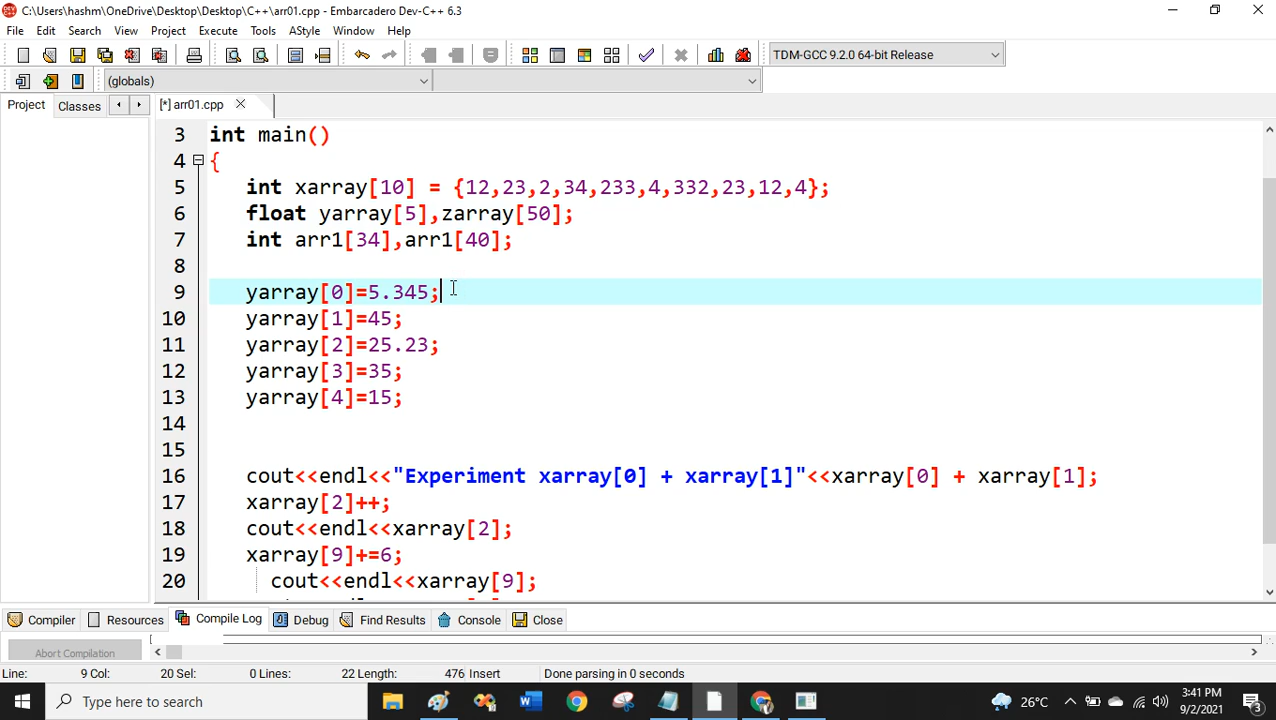 C:\Users\hashm\OneDrive\Desktop\Desktop\C++\arr01.cpp - Embarcadero Dev-C++ 6.3
File Edit Search View Project Execute Tools AStyle Window Help
TDM-GCC 9.2.0 64-bit Release
(globals)
Project Classes [*] arr01.cpp
3 int main()
4 {
5 int xarray[10] = {12,23,2,34,233,4,332,23,12,4};
6 float yarray[5],zarray[50];
7 int arr1[34],arr1[40];
8
9 yarray[0]=5.345;
10 yarray[1]=45;
11 yarray[2]=25.23;
12 yarray[3]=35;
13 yarray[4]=15;
14
15
16 cout<<endl<<"Experiment xarray[0] + xarray[1]"<<xarray[0] + xarray[1];
17 xarray[2]++;
18 cout<<endl<<xarray[2];
19 xarray[9]+=6;
20 cout<<endl<<xarray[9];
Compiler Resources Compile Log Debug Find Results Console Close
Abort Compilation
Line: 9 Col: 20 Sel: 0 Lines: 22 Length: 476 Insert Done parsing in 0 seconds
Type here to search
26°C
3:41 PM
9/2/2021
3